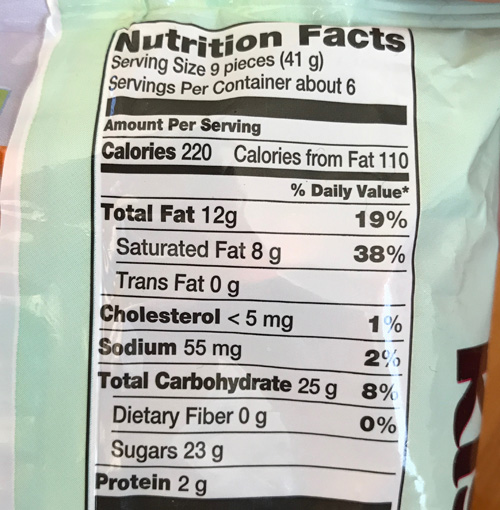 Nutrition Facts
Serving Size 9 pieces (41 g)
Servings Per Container about 6
Amount Per Serving
Calories 220 Calories from Fat 110
% Daily Value*
Total Fat 12g 19%
Saturated Fat 8 g 38%
Trans Fat 0 g
Cholesterol < 5 mg 1%
Sodium 55 mg 2%
Total Carbohydrate 25 g 8%
Dietary Fiber 0 g 0%
Sugars 23 g
Protein 2 g